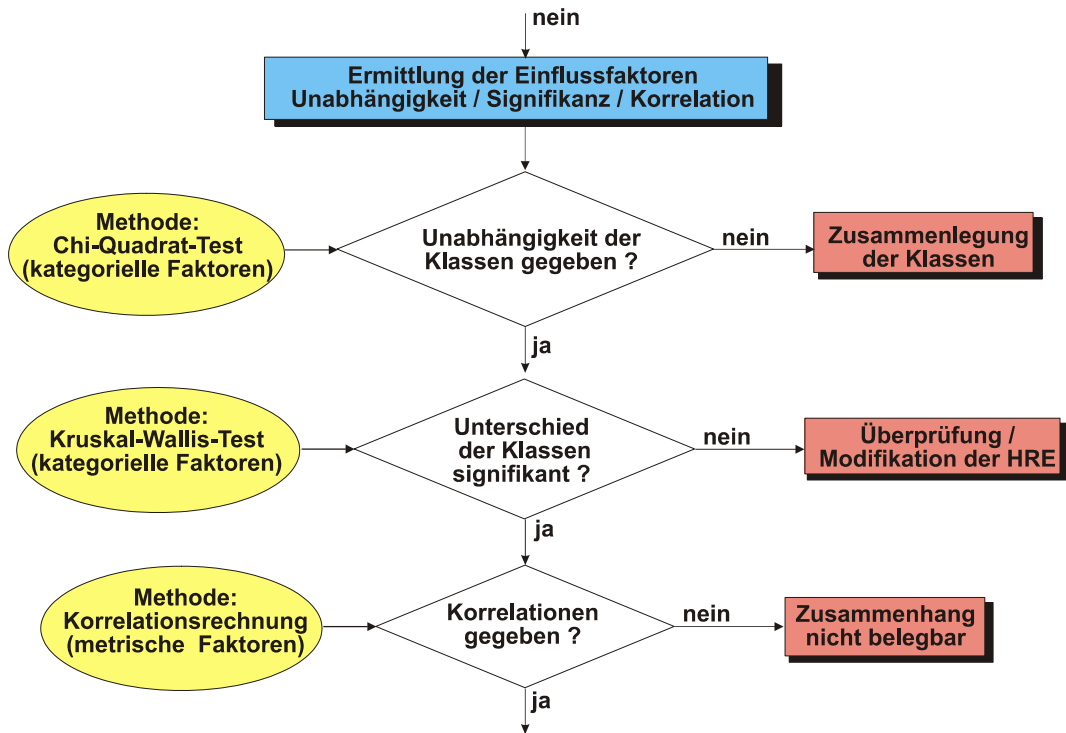 nein
Ermittlung der Einflussfaktoren
Unabhängigkeit / Signifikanz / Korrelation
Methode:
Chi-Quadrat-Test
(kategorielle Faktoren)
Unabhängigkeit der
Klassen gegeben ?
nein
Zusammenlegung
der Klassen
ja
Methode:
Kruskal-Wallis-Test
(kategorielle Faktoren)
Unterschied
der Klassen
signifikant ?
nein
Überprüfung /
Modifikation der HRE
ja
Methode:
Korrelationsrechnung
(metrische Faktoren)
Korrelationen
gegeben ?
nein
Zusammenhang
nicht belegbar
ja